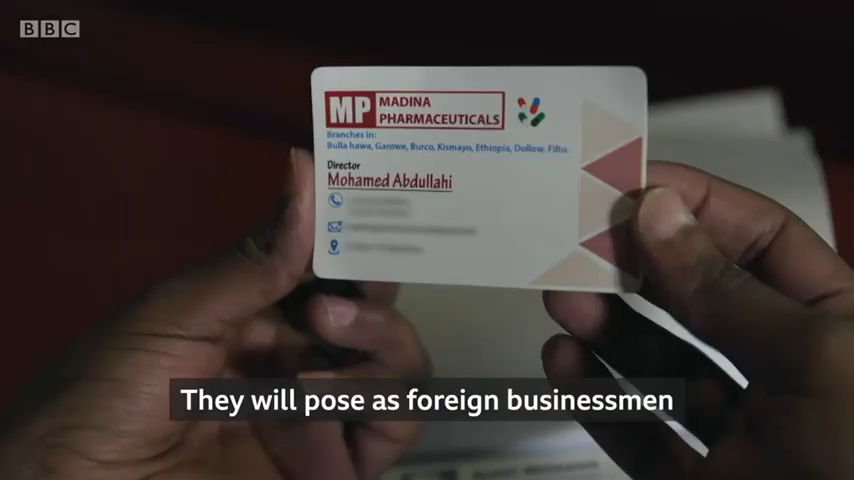 BBC
MP MADINA
PHARMACEUTICALS
Branches in:
Bulla hawa, Garowe, Burco, Kismayo, Ethiopia, Dollow, Filtu.
Director
Mohamed Abdullahi
They will pose as foreign businessmen